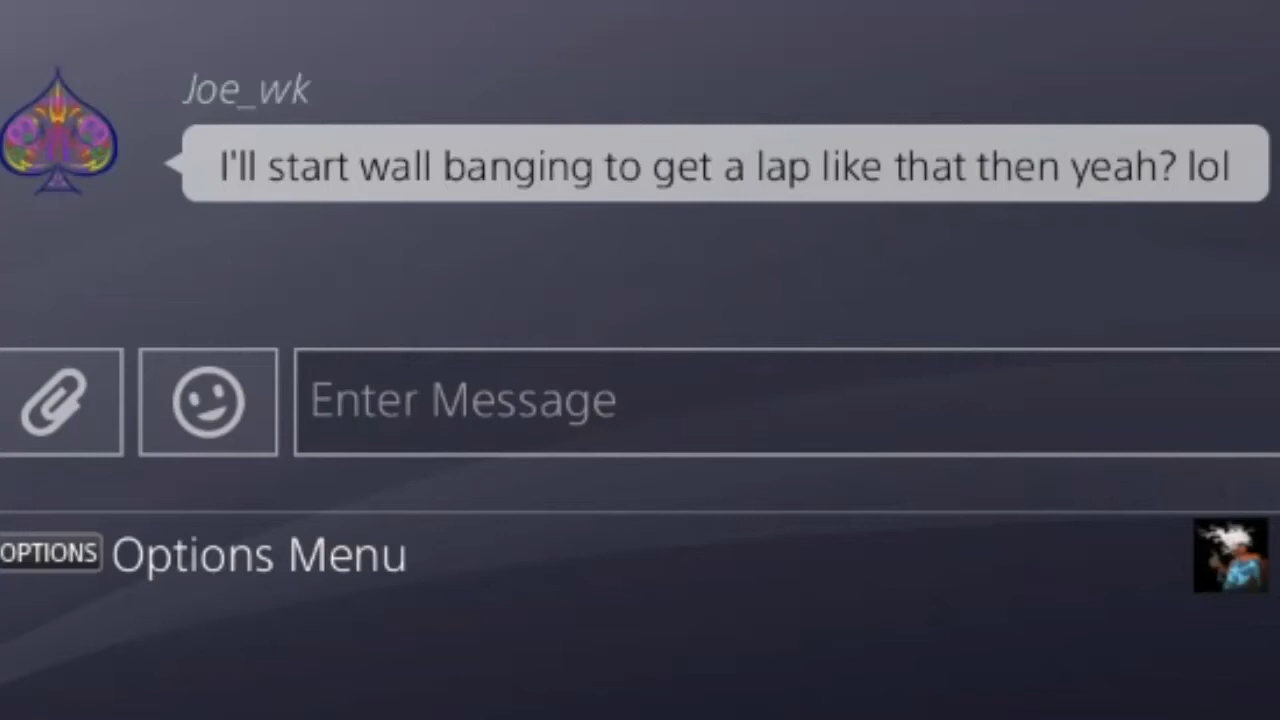 Joe_wk
I'll start wall banging to get a lap like that then yeah? lol
Enter Message
OPTIONS Options Menu